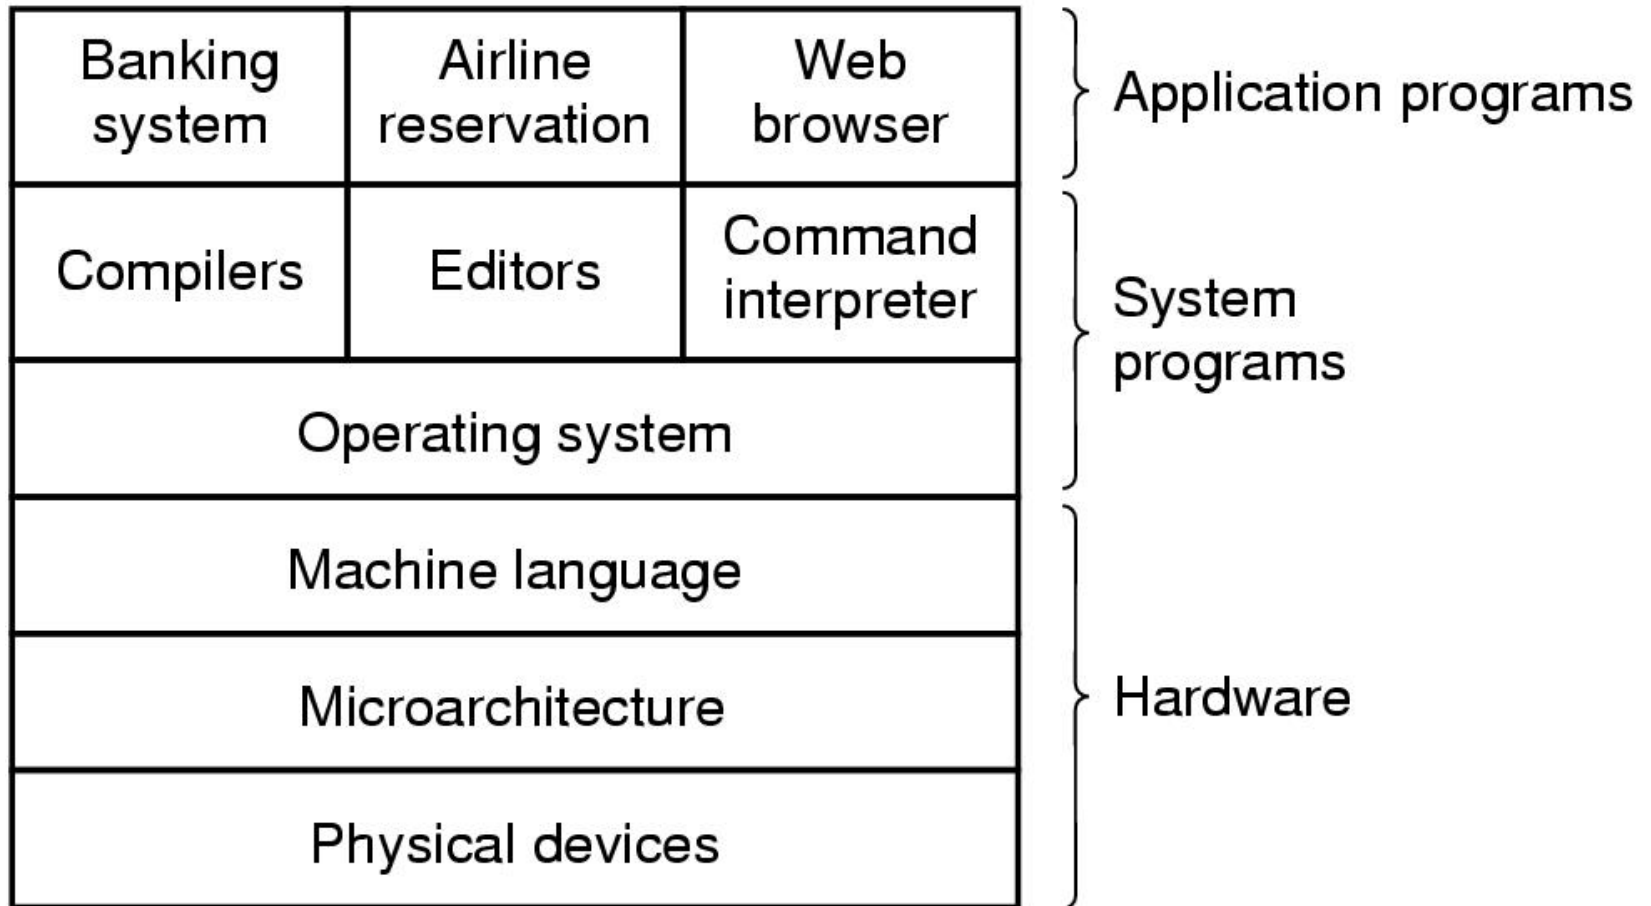 Banking
system
Airline
reservation
Web
browser
Application programs
Compilers
Editors
Command
interpreter
System
programs
Operating system
Machine language
Microarchitecture
Hardware
Physical devices